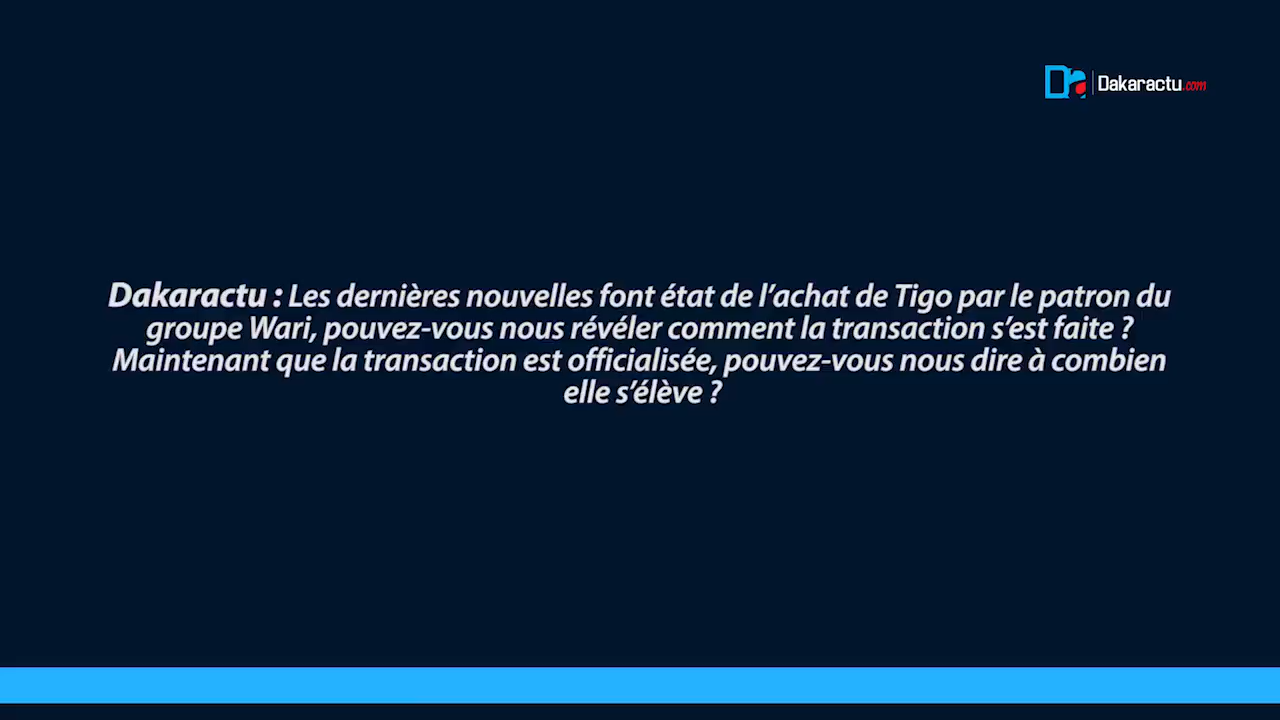 Dakaractu.com
Dakaractu : Les dernières nouvelles font état de l’achat de Tigo par le patron du
groupe Wari, pouvez-vous nous révéler comment la transaction s’est faite ?
Maintenant que la transaction est officialisée, pouvez-vous nous dire à combien
elle s’élève ?